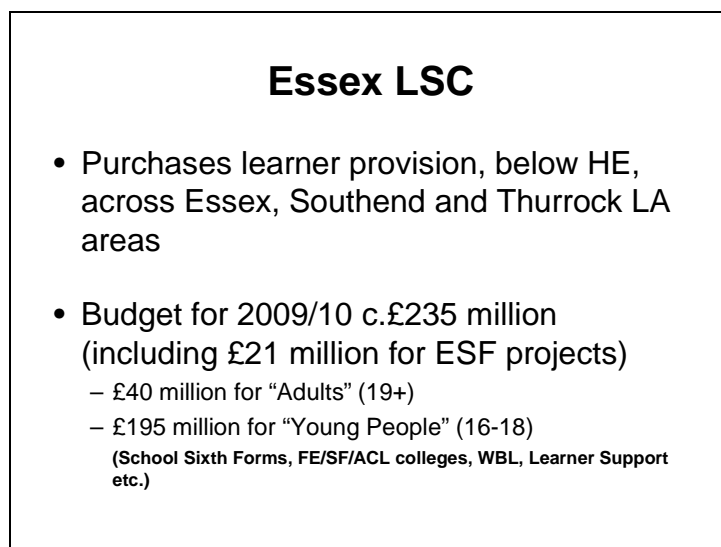 Essex LSC
• Purchases learner provision, below HE,
across Essex, Southend and Thurrock LA
areas
• Budget for 2009/10 c.£235 million
(including £21 million for ESF projects)
– £40 million for “Adults” (19+)
– £195 million for “Young People” (16-18)
(School Sixth Forms, FE/SF/ACL colleges, WBL, Learner Support
etc.)